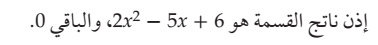 إذن ناتج القسمة هو 2x² − 5x + 6، والباقي 0.